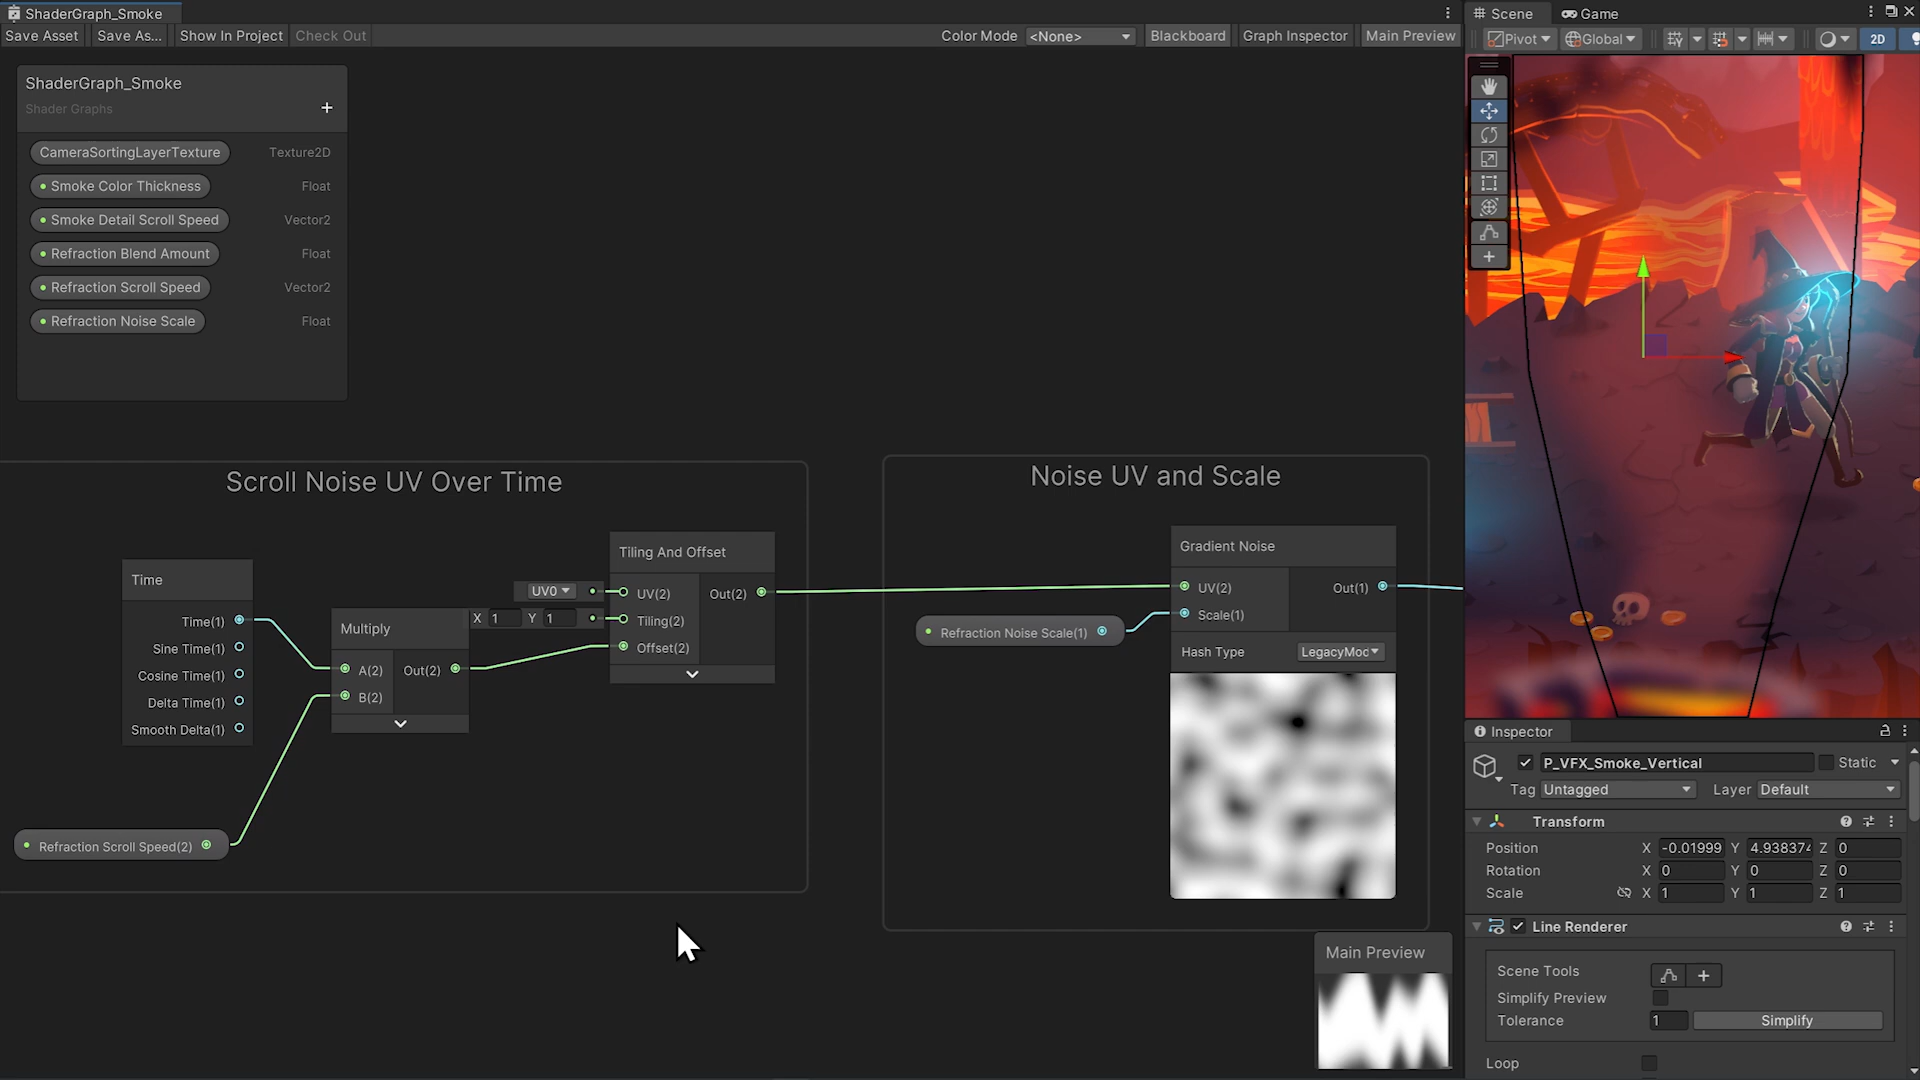 ShaderGraph_Smoke
Save Asset Save As... Show In Project Check Out Color Mode <None> Blackboard Graph Inspector Main Preview
Scene Game
Pivot Global 2D
ShaderGraph_Smoke
Shader Graphs
CameraSortingLayerTexture Texture2D
Smoke Color Thickness Float
Smoke Detail Scroll Speed Vector2
Refraction Blend Amount Float
Refraction Scroll Speed Vector2
Refraction Noise Scale Float
Scroll Noise UV Over Time
Time
Time(1)
Sine Time(1)
Cosine Time(1)
Delta Time(1)
Smooth Delta(1)
Refraction Scroll Speed(2)
Multiply
A(2) Out(2)
B(2)
UV0
X 1 Y 1
Tiling And Offset
UV(2) Out(2)
Tiling(2)
Offset(2)
Noise UV and Scale
Refraction Noise Scale(1)
Gradient Noise
UV(2) Out(1)
Scale(1)
Hash Type LegacyMod
Main Preview
Inspector
P_VFX_Smoke_Vertical Static
Tag Untagged Layer Default
Transform
Position X -0.01999 Y 4.938374 Z 0
Rotation X 0 Y 0 Z 0
Scale X 1 Y 1 Z 1
Line Renderer
Scene Tools
Simplify Preview
Tolerance 1 Simplify
Loop